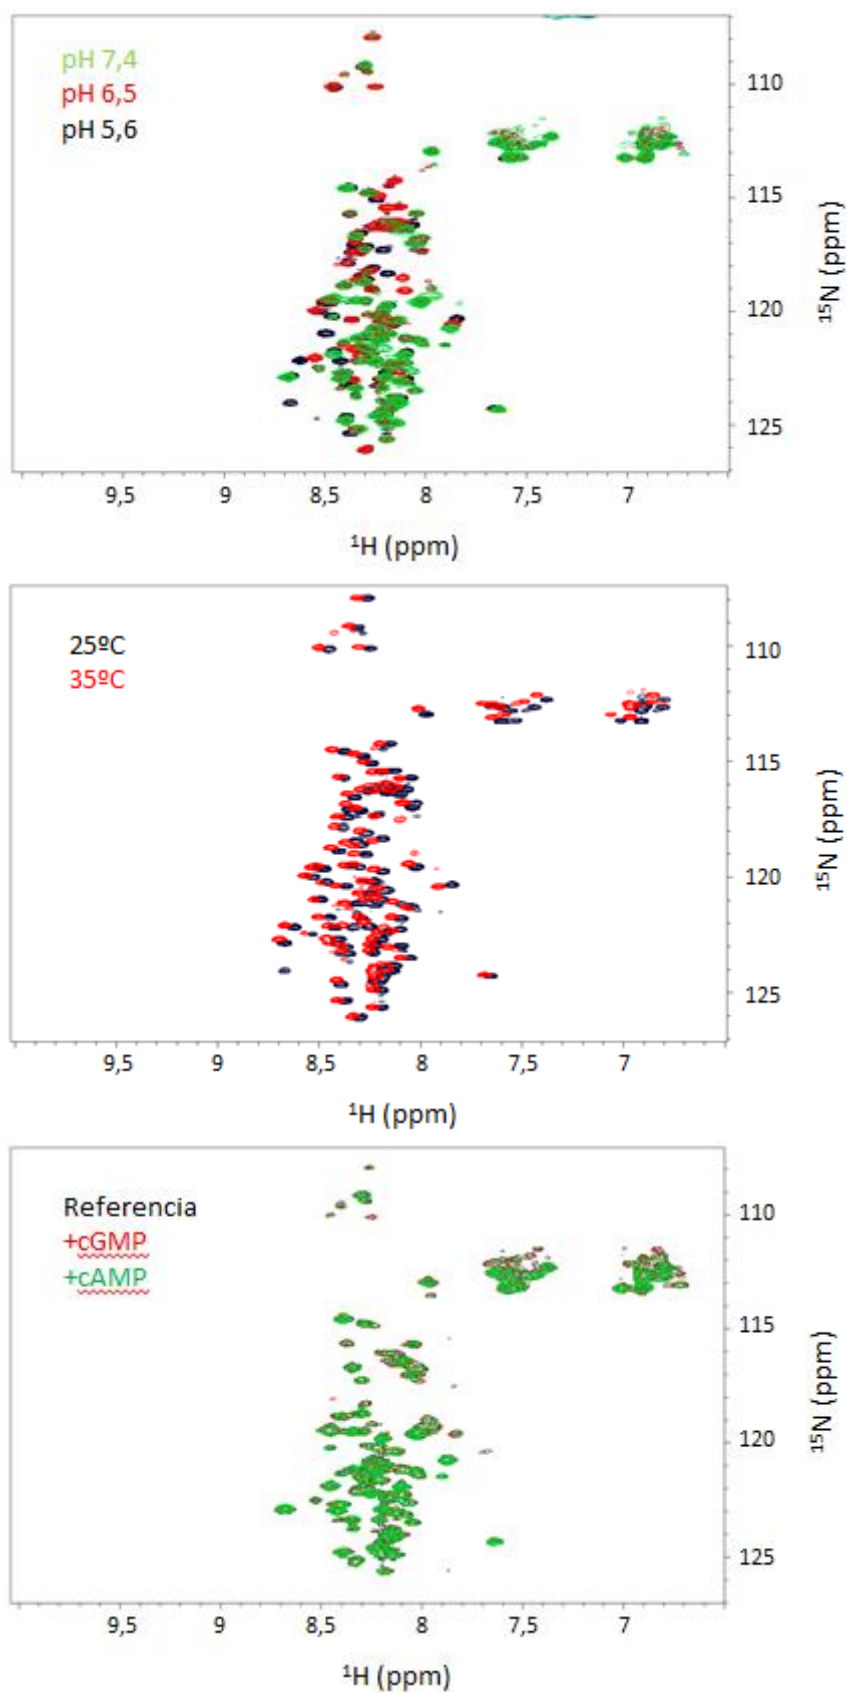 pH 7,4
pH 6,5
pH 5,6
110
115
120
125
¹⁵N (ppm)
9,5 9 8,5 8 7,5 7
¹H (ppm)
25ºC
35ºC
110
115
120
125
¹⁵N (ppm)
9,5 9 8,5 8 7,5 7
¹H (ppm)
Referencia
+cGMP
+cAMP
110
115
120
125
¹⁵N (ppm)
9,5 9 8,5 8 7,5 7
¹H (ppm)